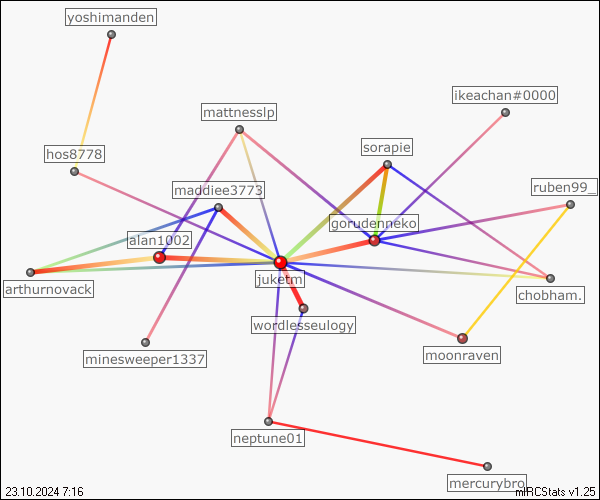 yoshimanden
ikeachan#0000
mattnesslp
sorapie
hos8778
ruben99_
maddiee3773
gorudenneko
alan1002
juketm
arthurnovack
chobham.
wordlesseulogy
minesweeper1337
moonraven
neptune01
mercurybro
23.10.2024 7:16
mIRCStats v1.25